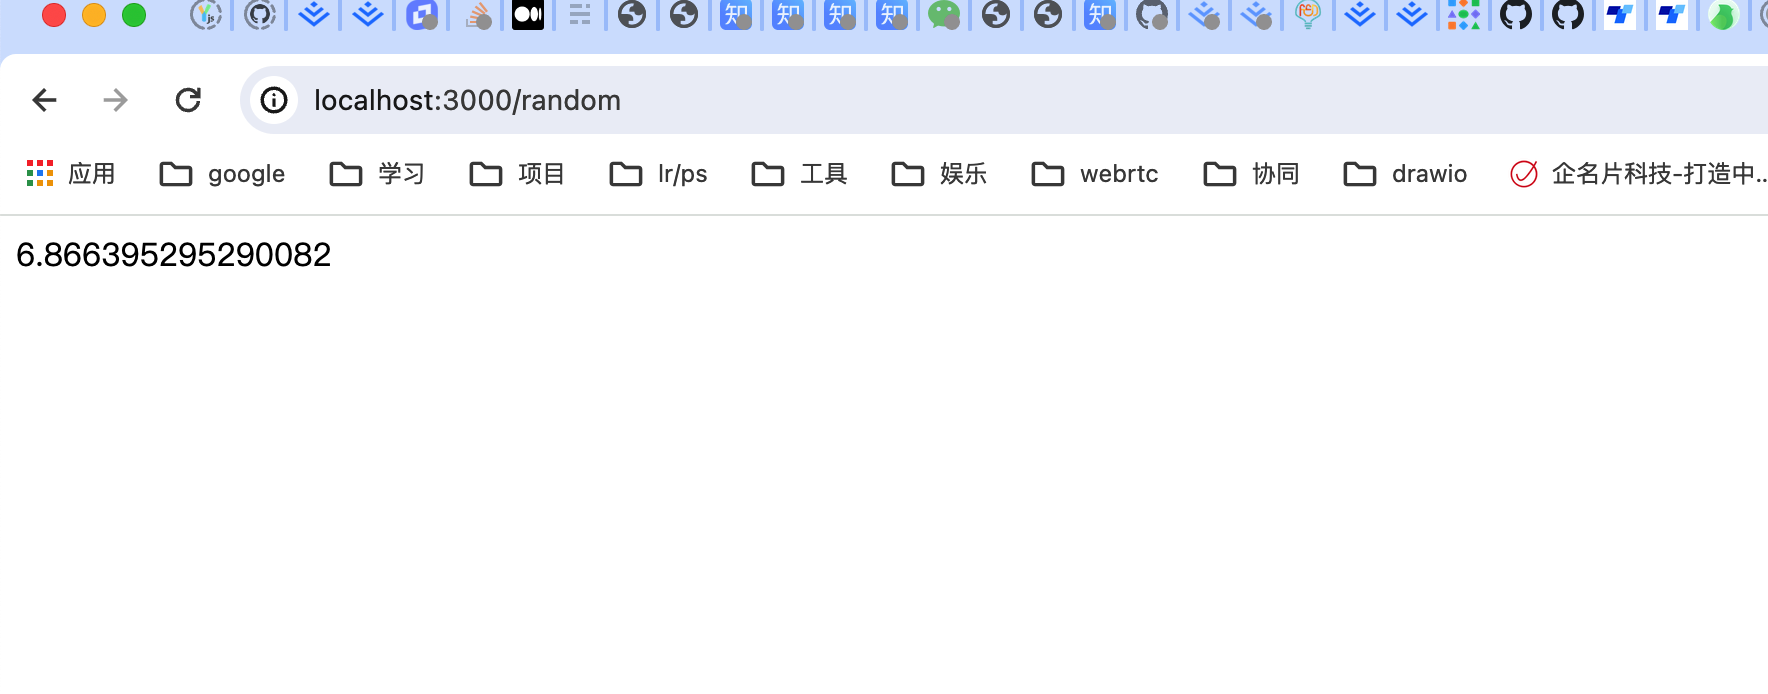 知 知 知 知 知
localhost:3000/random
应用 google 学习 项目 lr/ps 工具 娱乐 webrtc 协同 drawio 企名片科技-打造中...
6.866395295290082